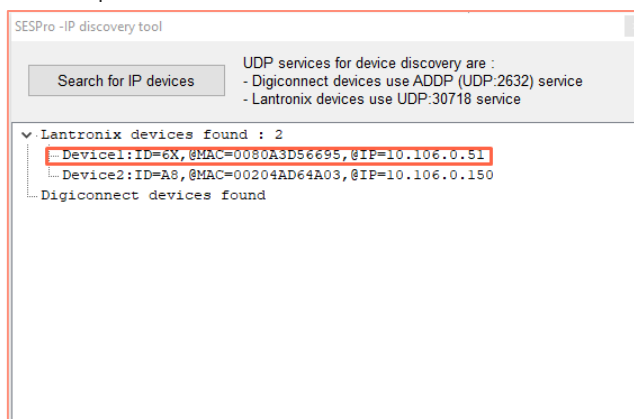 SESPro -IP discovery tool
Search for IP devices
UDP services for device discovery are :
- Digiconnect devices use ADDP (UDP:2632) service
- Lantronix devices use UDP:30718 service
Lantronix devices found : 2
Device1:ID=6X,@MAC=0080A3D56695,@IP=10.106.0.51
Device2:ID=A8,@MAC=00204AD64A03,@IP=10.106.0.150
Digiconnect devices found